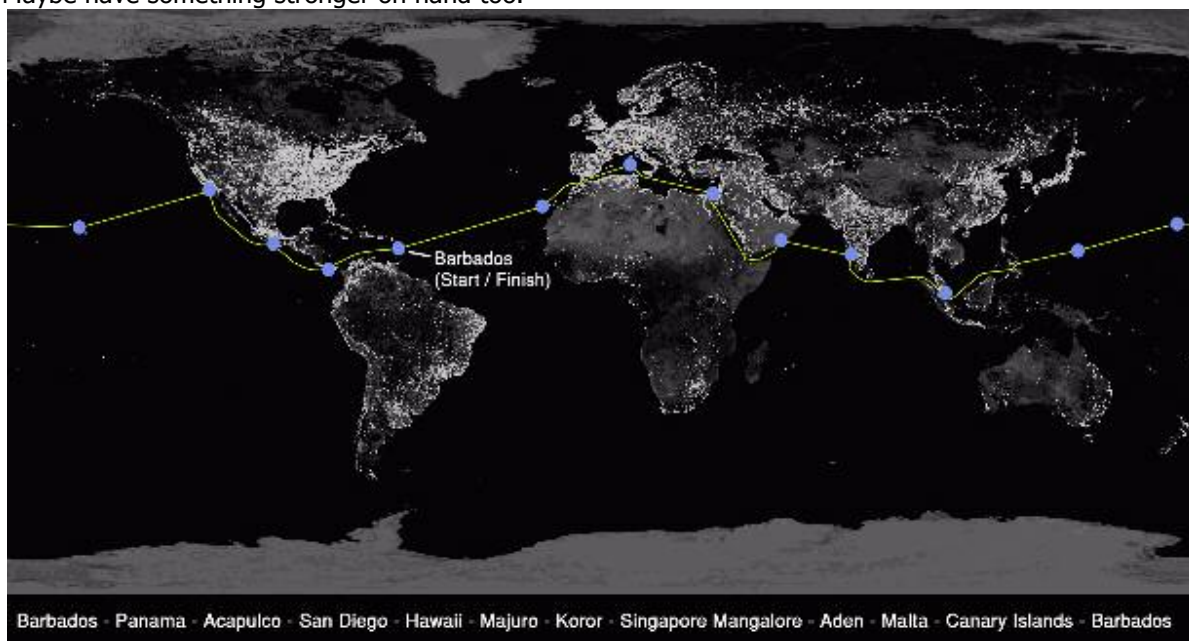 Maybe have something stronger on hand too.
Barbados
(Start / Finish)
Barbados - Panama - Acapulco - San Diego - Hawaii - Majuro - Koror - Singapore Mangalore - Aden - Malta - Canary Islands - Barbados